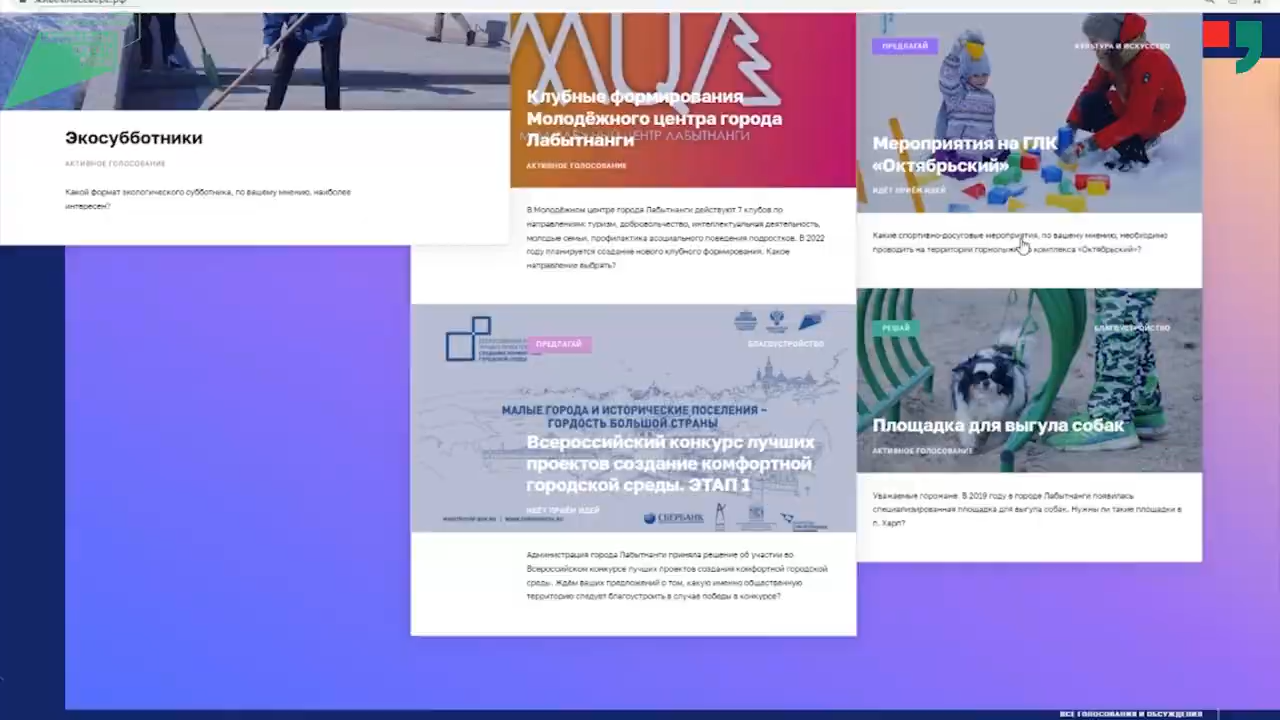 Экосубботники
АКТИВНОЕ ГОЛОСОВАНИЕ
Какой формат экологического субботника, по вашему мнению, наиболее
интересен?
Клубные формирования
Молодёжного центра города
Лабытнанги
МОЛОДЁЖНЫЙ ЦЕНТР ЛАБЫТНАНГИ
АКТИВНОЕ ГОЛОСОВАНИЕ
В Молодёжном центре города Лабытнанги действуют 7 клубов по
направлениям: туризм, добровольчество, интеллектуальная деятельность,
молодые семьи, профилактика асоциального поведения подростков. В 2022
году планируется создание нового клубного формирования. Какое
направление выбрать?
ПРЕДЛАГАЙ
КУЛЬТУРА И ИСКУССТВО
Мероприятия на ГЛК
«Октябрьский»
ИДЁТ ПРИЁМ ИДЕЙ
Какие спортивно-досуговые мероприятия, по вашему мнению, необходимо
проводить на территории комплекса «Октябрьский»?
ПРЕДЛАГАЙ
БЛАГОУСТРОЙСТВО
МАЛЫЕ ГОРОДА И ИСТОРИЧЕСКИЕ ПОСЕЛЕНИЯ –
ГОРДОСТЬ БОЛЬШОЙ СТРАНЫ
Всероссийский конкурс лучших
проектов создание комфортной
городской среды. ЭТАП 1
ИДЁТ ПРИЁМ ИДЕЙ
СБЕРБАНК
Администрация города Лабытнанги приняла решение об участии во
Всероссийском конкурсе лучших проектов создания комфортной городской
среды. Ждём ваших предложений о том, какую именно общественную
территорию следует благоустроить в случае победы в конкурсе?
РЕШАЙ
БЛАГОУСТРОЙСТВО
Площадка для выгула собак
АКТИВНОЕ ГОЛОСОВАНИЕ
Уважаемые горожане. В 2019 году в городе Лабытнанги появилась
специализированная площадка для выгула собак. Нужны ли такие площадки в
п. Харп?
ВСЕ ГОЛОСОВАНИЯ И ОБСУЖДЕНИЯ